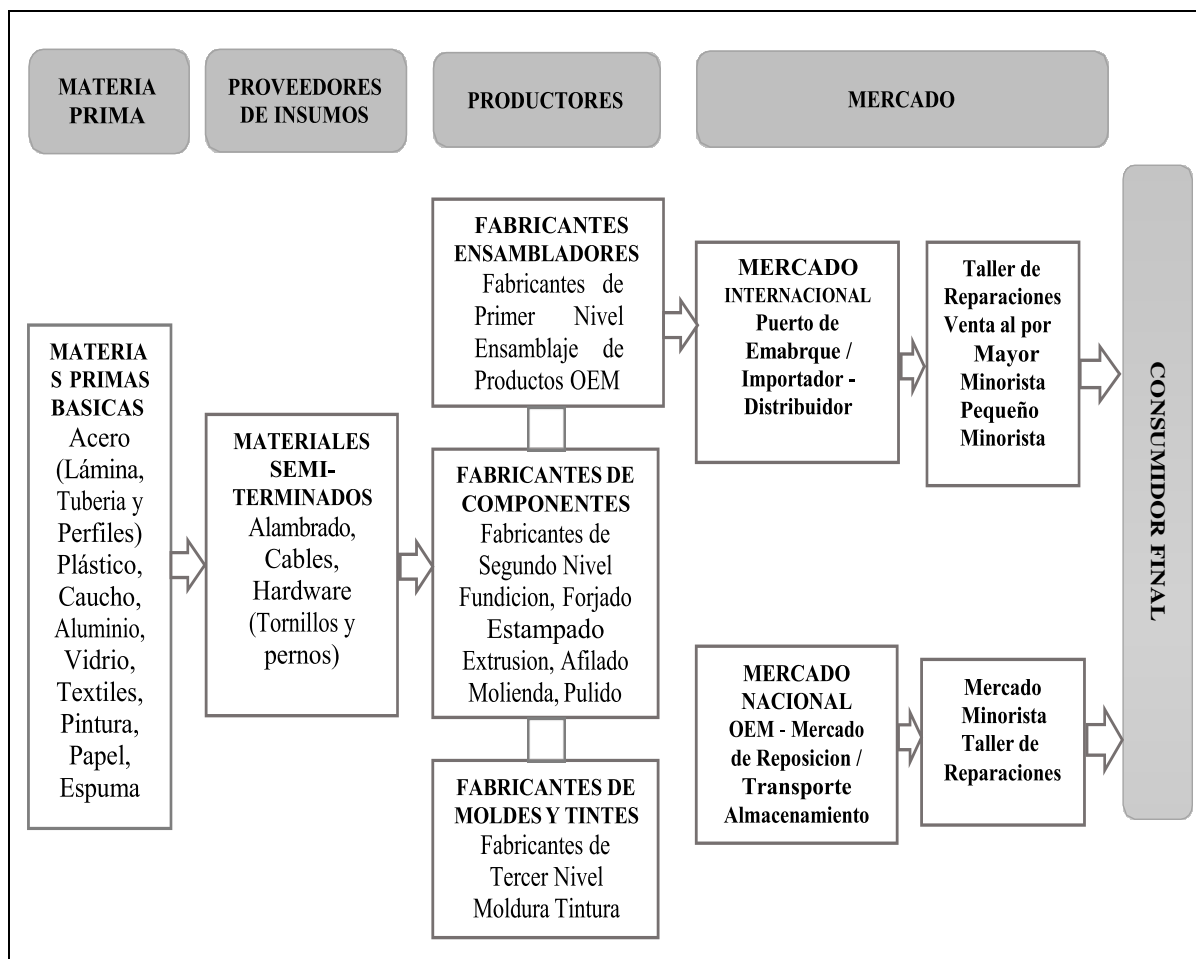 MATERIA
PRIMA
PROVEEDORES
DE INSUMOS
PRODUCTORES
MERCADO
MATERIA
S PRIMAS
BASICAS
Acero
(Lámina,
Tuberia y
Perfiles)
Plástico,
Caucho,
Aluminio,
Vidrio,
Textiles,
Pintura,
Papel,
Espuma
MATERIALES
SEMI-
TERMINADOS
Alambrado,
Cables,
Hardware
(Tornillos y
pernos)
FABRICANTES
ENSAMBLADORES
Fabricantes de
Primer Nivel
Ensamblaje de
Productos OEM
FABRICANTES DE
COMPONENTES
Fabricantes de
Segundo Nivel
Fundicion, Forjado
Estampado
Extrusion, Afilado
Molienda, Pulido
FABRICANTES DE
MOLDES Y TINTES
Fabricantes de
Tercer Nivel
Moldura Tintura
MERCADO
INTERNACIONAL
Puerto de
Emabrque /
Importador -
Distribuidor
Taller de
Reparaciones
Venta al por
Mayor
Minorista
Pequeño
Minorista
MERCADO
NACIONAL
OEM - Mercado
de Reposicion /
Transporte
Almacenamiento
Mercado
Minorista
Taller de
Reparaciones
CONSUMIDOR FINAL